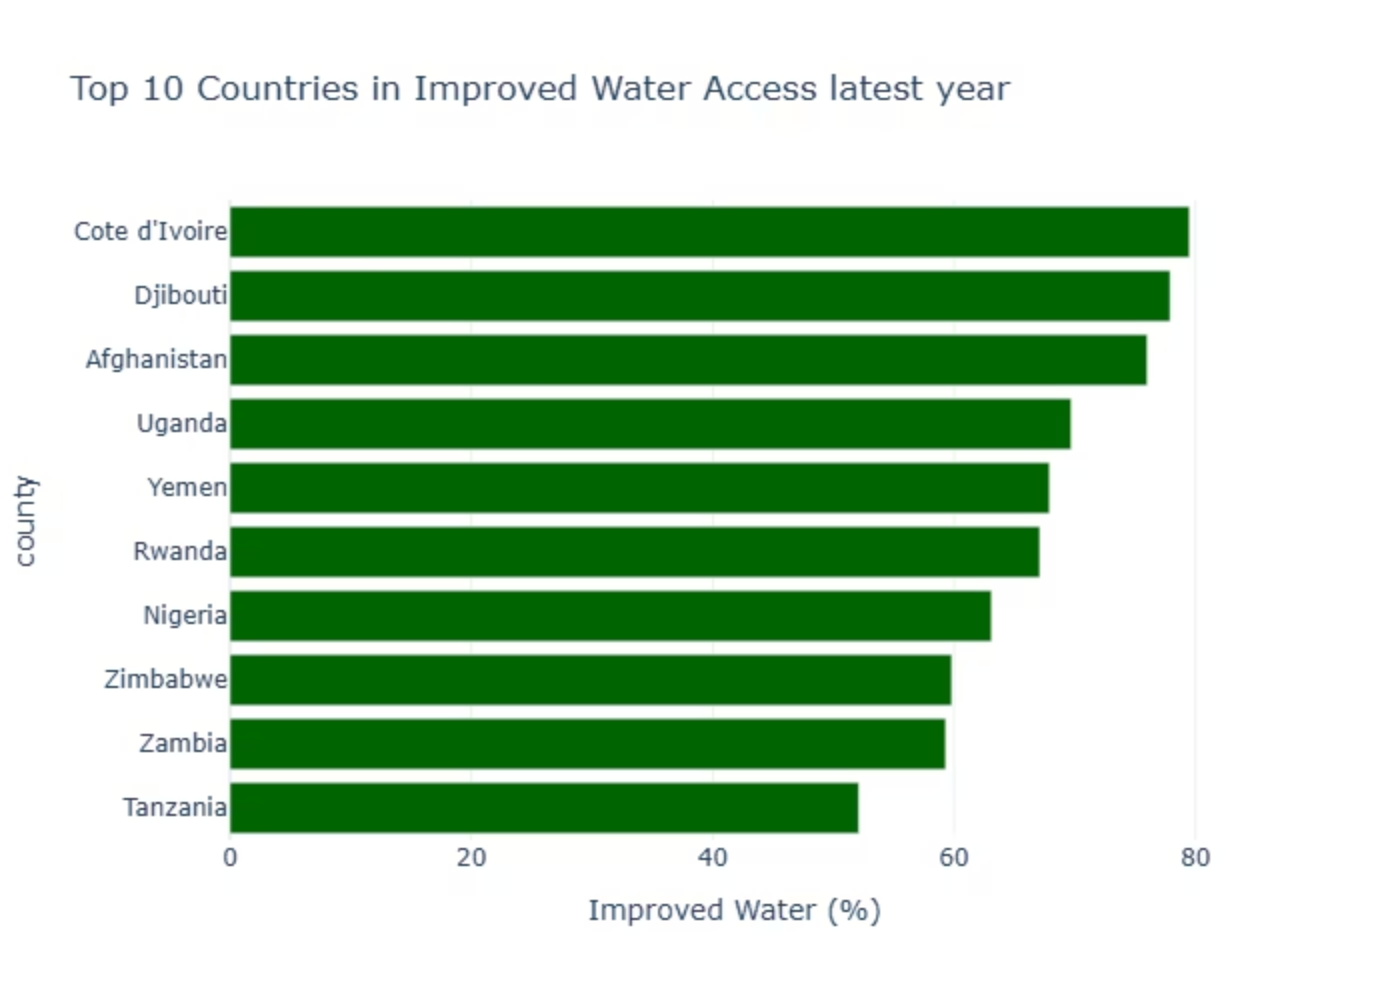 Top 10 Countries in Improved Water Access latest year
Cote d'Ivoire
Djibouti
Afghanistan
Uganda
Yemen
Rwanda
Nigeria
Zimbabwe
Zambia
Tanzania
county
0 20 40 60 80
Improved Water (%)